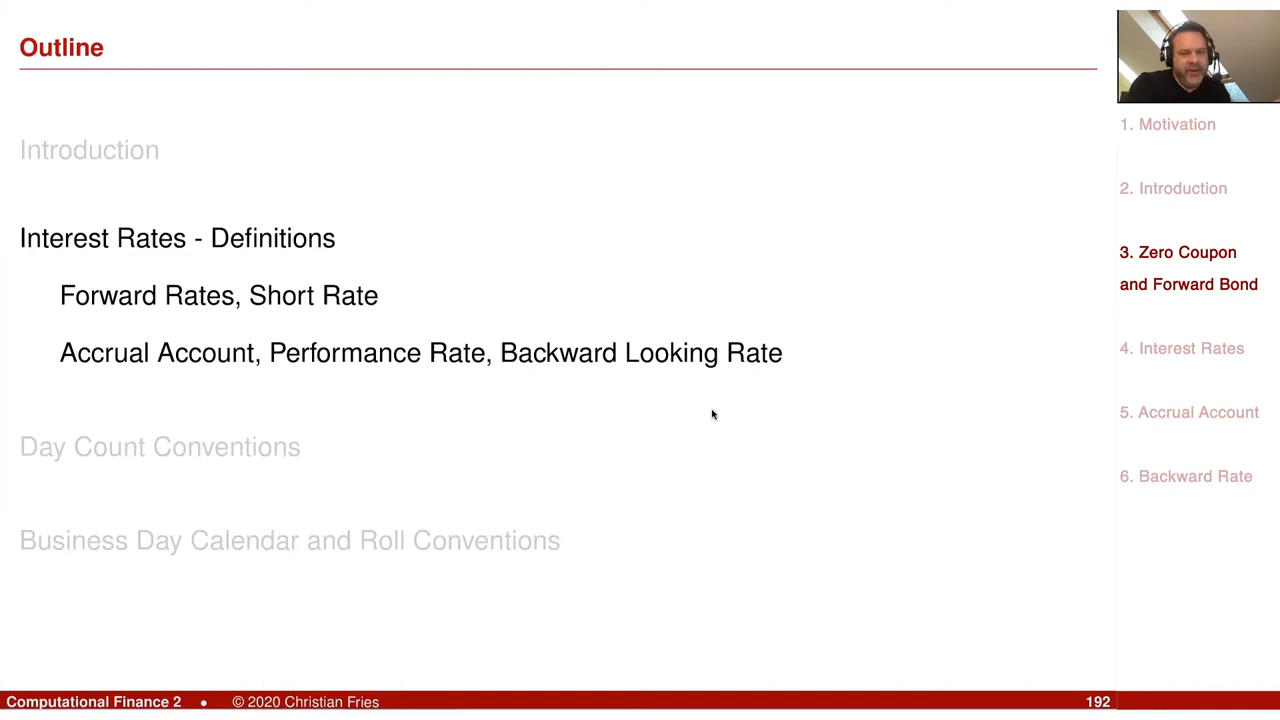 Outline
Introduction
Interest Rates - Definitions
Forward Rates, Short Rate
Accrual Account, Performance Rate, Backward Looking Rate
Day Count Conventions
Business Day Calendar and Roll Conventions
1. Motivation
2. Introduction
3. Zero Coupon
and Forward Bond
4. Interest Rates
5. Accrual Account
6. Backward Rate
Computational Finance 2 • © 2020 Christian Fries 192